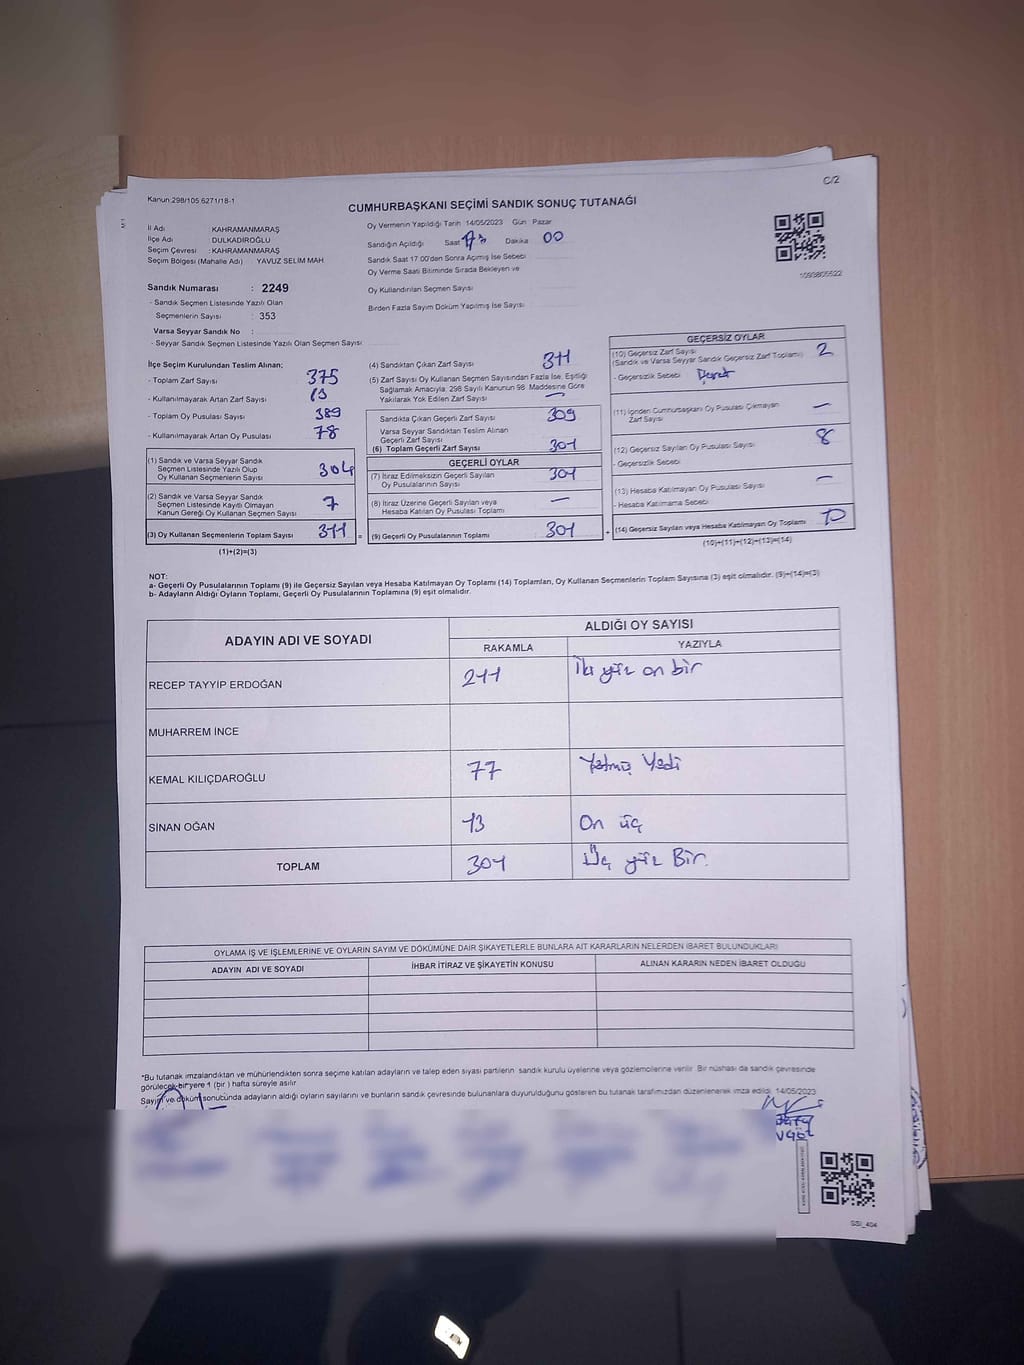 C/2
Kanun:298/105 6271/18-1
CUMHURBAŞKANI SEÇİMİ SANDIK SONUÇ TUTANAĞI
İl Adı KAHRAMANMARAŞ
İlçe Adı DULKADİROĞLU
Seçim Çevresi : KAHRAMANMARAŞ
Seçim Bölgesi (Mahalle Adı) YAVUZ SELİM MAH
Sandık Numarası : 2249
- Sandık Seçmen Listesinde Yazılı Olan
Seçmenlerin Sayısı : 353
Varsa Seyyar Sandık No :
- Seyyar Sandık Seçmen Listesinde Yazılı Olan Seçmen Sayısı
Oy Vermenin Yapıldığı Tarih 14/05/2023 Gün Pazar
Sandığın Açıldığı Saat Dakika 00
Sandık Saat 17 00'den Sonra Açmış İse Sebebi
Oy Verme Saati Bitiminde Sırada Bekleyen ve
Oy Kullandırılan Seçmen Sayısı
Birden Fazla Sayım Döküm Yapılmış İse Sayısı
1093805522
İlçe Seçim Kurulundan Teslim Alınan;
- Toplam Zarf Sayısı 375
- Kullanılmayarak Artan Zarf Sayısı
- Toplam Oy Pusulası Sayısı 389
- Kullanılmayarak Artan Oy Pusulası 78
(1) Sandık ve Varsa Seyyar Sandık
Seçmen Listesinde Yazılı Olup
Oy Kullanan Seçmenlerin Sayısı 304
(2) Sandık ve Varsa Seyyar Sandık
Seçmen Listesinde Kayıtlı Olmayan
Kanun Gereği Oy Kullanan Seçmen Sayısı 7
(3) Oy Kullanan Seçmenlerin Toplam Sayısı 311
(1)+(2)=(3)
(4) Sandıktan Çıkan Zarf Sayısı 311
(5) Zarf Sayısı Oy Kullanan Seçmen Sayısından Fazla İse, Eşitliği
Sağlamak Amacıyla, 298 Sayılı Kanunun 98 Maddesine Göre
Yakılarak Yok Edilen Zarf Sayısı —
Sandıkta Çıkan Geçerli Zarf Sayısı 309
Varsa Seyyar Sandıktan Teslim Alınan
Geçerli Zarf Sayısı
(6) Toplam Geçerli Zarf Sayısı 301
GEÇERLİ OYLAR
(7) İtiraz Edilmeksizin Geçerli Sayılan
Oy Pusulalarının Sayısı 301
(8) İtiraz Üzerine Geçerli Sayılan veya
Hesaba Katılan Oy Pusulası Toplamı —
= (9) Geçerli Oy Pusulalarının Toplamı 301 +
GEÇERSİZ OYLAR
(10) Geçersiz Zarf Sayısı 2
(Sandık ve Varsa Seyyar Sandık Geçersiz Zarf Toplamı)
- Geçersizlik Sebebi
(11) İçinden Cumhurbaşkanı Oy Pusulası Çıkmayan
Zarf Sayısı —
(12) Geçersiz Sayılan Oy Pusulası Sayısı 8
- Geçersizlik Sebebi
(13) Hesaba Katılmayan Oy Pusulası Sayısı —
- Hesaba Katılmama Sebebi
(14) Geçersiz Sayılan veya Hesaba Katılmayan Oy Toplamı 10
(10)+(11)+(12)+(13)=(14)
NOT:
a- Geçerli Oy Pusulalarının Toplamı (9) ile Geçersiz Sayılan veya Hesaba Katılmayan Oy Toplamı (14) Toplamları, Oy Kullanan Seçmenlerin Toplam Sayısına (3) eşit olmalıdır. (9)+(14)=(3)
b- Adayların Aldığı Oyların Toplamı, Geçerli Oy Pusulalarının Toplamına (9) eşit olmalıdır.
ADAYIN ADI VE SOYADI ALDIĞI OY SAYISI
RAKAMLA YAZIYLA
RECEP TAYYİP ERDOĞAN 211 İki yüz on bir
MUHARREM İNCE
KEMAL KILIÇDAROĞLU 77 Yetmiş Yedi
SİNAN OĞAN 13 On üç
TOPLAM 301 Üç yüz Bir.
OYLAMA İŞ VE İŞLEMLERİNE VE OYLARIN SAYIM VE DÖKÜMÜNE DAİR ŞİKAYETLERLE BUNLARA AİT KARARLARIN NELERDEN İBARET BULUNDUKLARI
ADAYIN ADI VE SOYADI İHBAR İTİRAZ VE ŞİKAYETİN KONUSU ALINAN KARARIN NEDEN İBARET OLDUĞU
*Bu tutanak imzalandıktan ve mühürlendikten sonra seçime katılan adayların ve talep eden siyasi partilerin sandık kurulu üyelerine veya gözlemcilerine verilir. Bir nüshası da sandık çevresinde
görülecek bir yere 1 (bir ) hafta süreyle asılır
Sayım ve döküm sonucunda adayların aldığı oyların sayılarını ve bunların sandık çevresinde bulunanlara duyurulduğunu gösteren bu tutanak tarafımızdan düzenlenerek imza edildi. 14/05/2023
SSİ_404